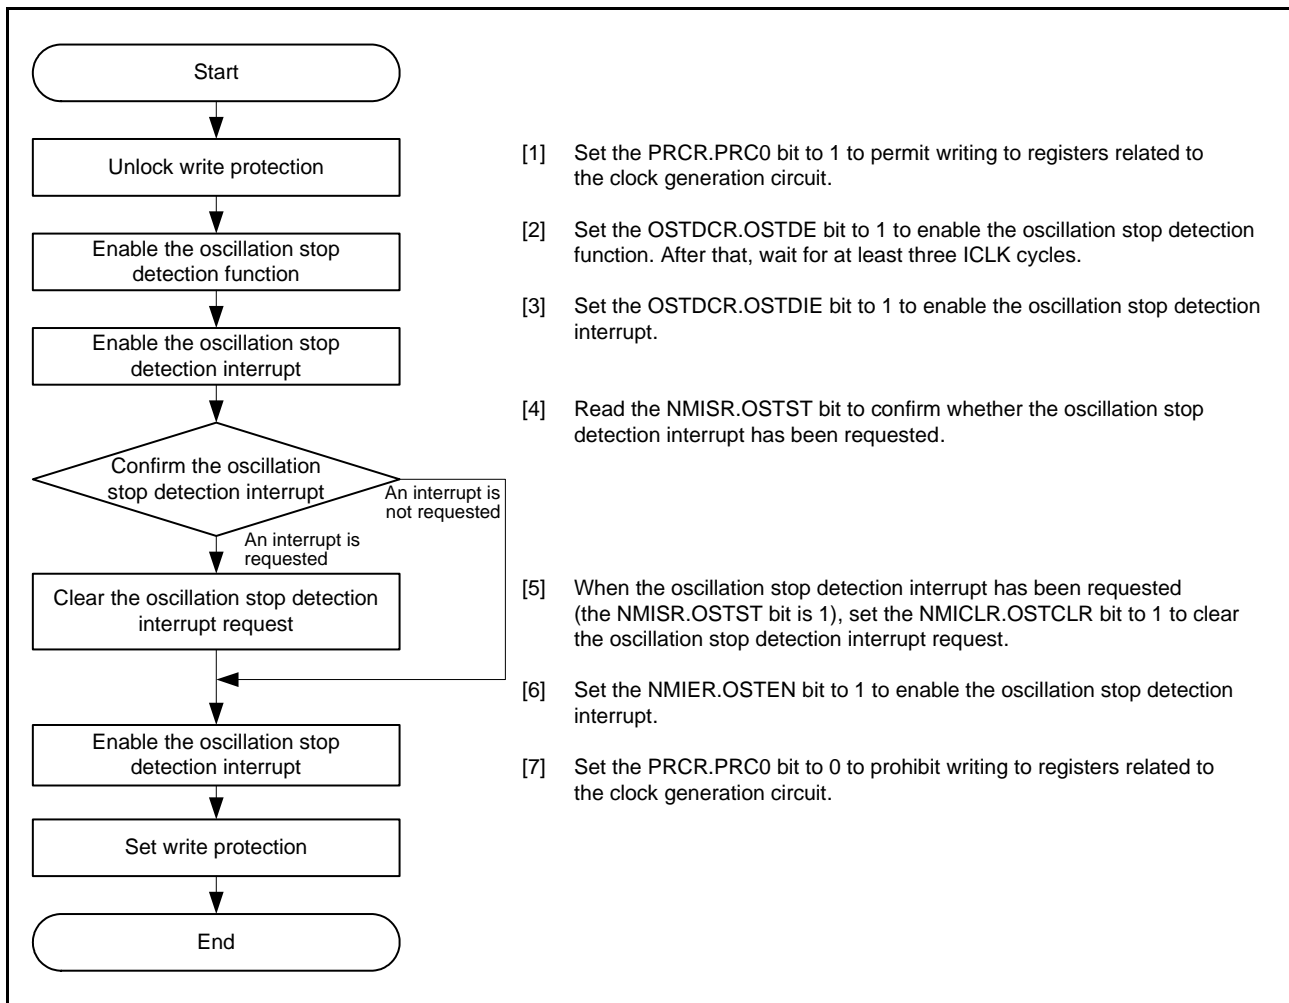 Start
Unlock write protection
[1] Set the PRCR.PRC0 bit to 1 to permit writing to registers related to
the clock generation circuit.
Enable the oscillation stop
detection function
[2] Set the OSTDCR.OSTDE bit to 1 to enable the oscillation stop detection
function. After that, wait for at least three ICLK cycles.
Enable the oscillation stop
detection interrupt
[3] Set the OSTDCR.OSTDIE bit to 1 to enable the oscillation stop detection
interrupt.
Confirm the oscillation
stop detection interrupt
[4] Read the NMISR.OSTST bit to confirm whether the oscillation stop
detection interrupt has been requested.
An interrupt is
not requested
An interrupt is
requested
Clear the oscillation stop detection
interrupt request
[5] When the oscillation stop detection interrupt has been requested
(the NMISR.OSTST bit is 1), set the NMICLR.OSTCLR bit to 1 to clear
the oscillation stop detection interrupt request.
Enable the oscillation stop
detection interrupt
[6] Set the NMIER.OSTEN bit to 1 to enable the oscillation stop detection
interrupt.
Set write protection
[7] Set the PRCR.PRC0 bit to 0 to prohibit writing to registers related to
the clock generation circuit.
End